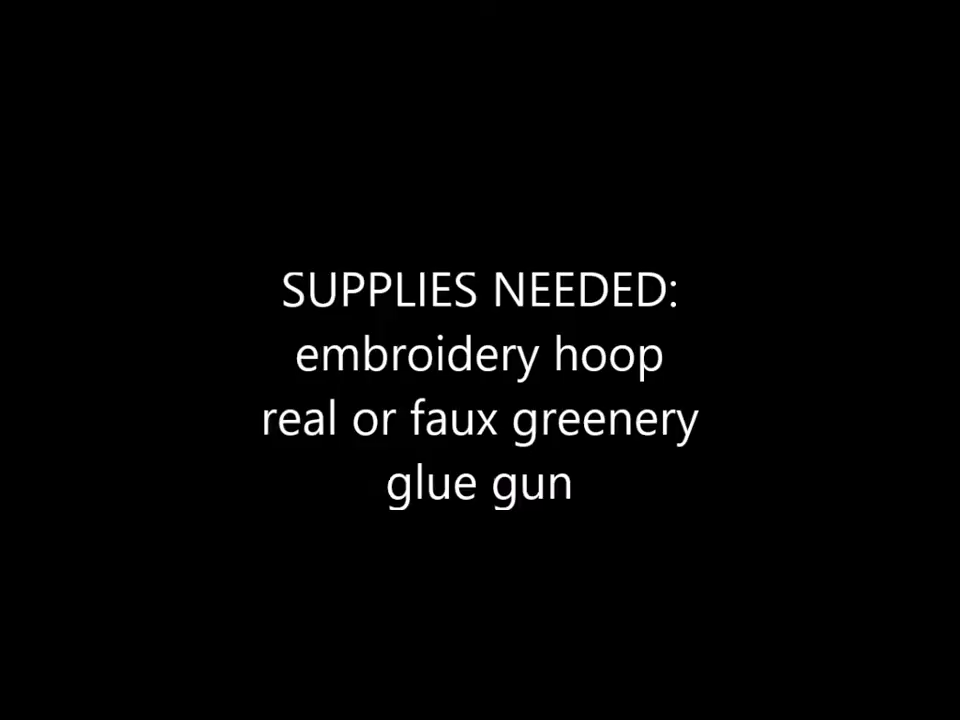 SUPPLIES NEEDED:
embroidery hoop
real or faux greenery
glue gun